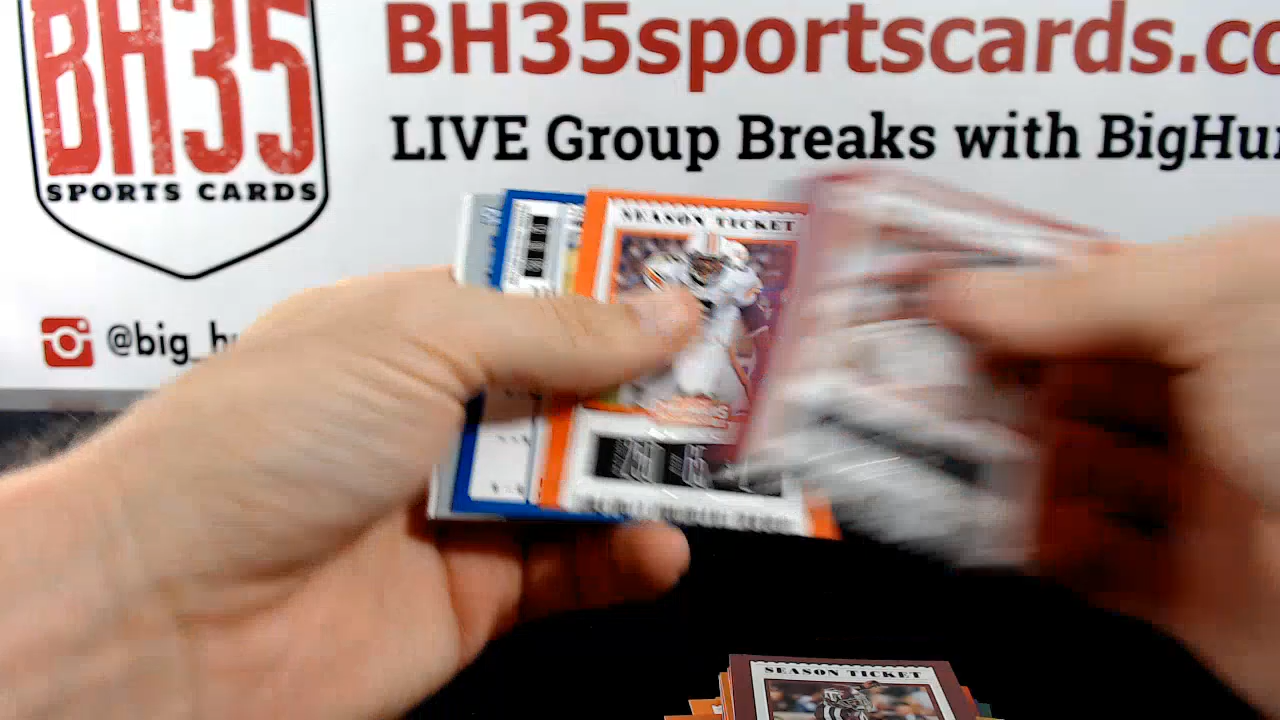 BH35
SPORTS CARDS
BH35sportscards.co
LIVE Group Breaks with BigHu
@big_h
SEASON TICKET
SEASON TICKET